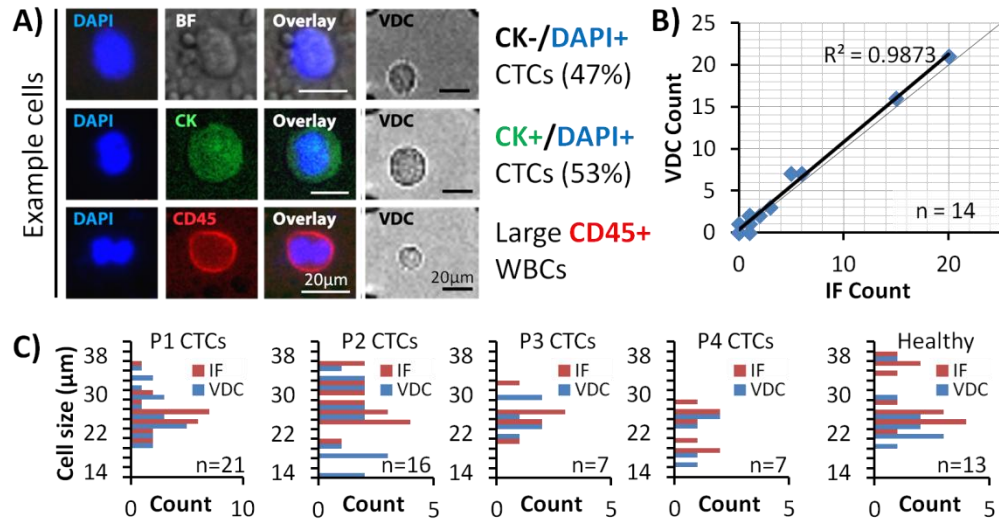 A)
Example cells
DAPI BF Overlay VDC
CK-/DAPI+
CTCs (47%)
DAPI CK Overlay VDC
CK+/DAPI+
CTCs (53%)
DAPI CD45 Overlay VDC
20µm 20µm
Large CD45+
WBCs
B)
VDC Count
25
20
15
10
5
0
R² = 0.9873
n = 14
0 10 20
IF Count
C)
Cell size (µm)
P1 CTCs
38
30
22
14
IF
VDC
n=21
0 5 10
Count
P2 CTCs
38
30
22
14
IF
VDC
n=16
0 5
Count
P3 CTCs
38
30
22
14
IF
VDC
n=7
0 5
Count
P4 CTCs
38
30
22
14
IF
VDC
n=7
0 5
Count
Healthy
38
30
22
14
IF
VDC
n=13
0 5
Count